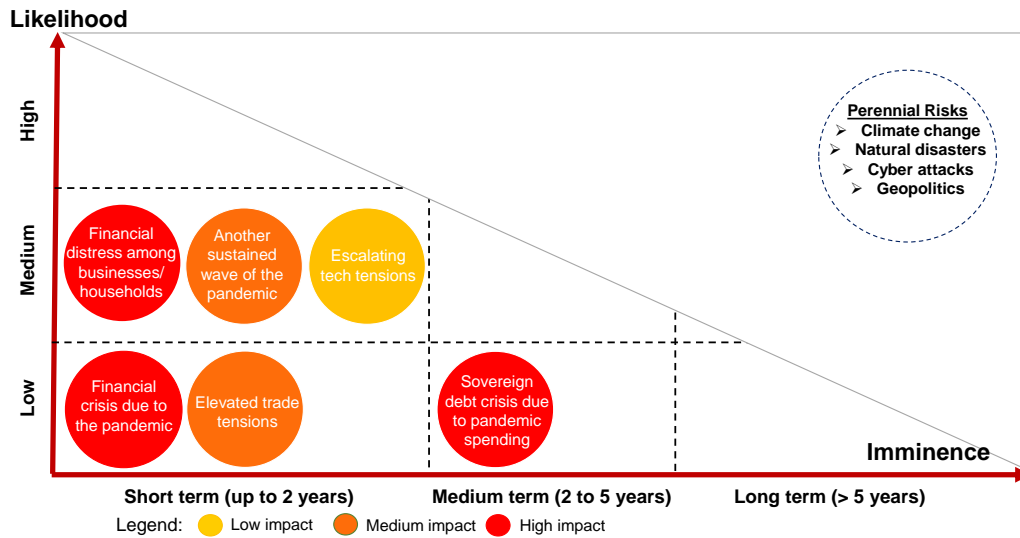 Likelihood
High
Medium
Low
Perennial Risks
➢ Climate change
➢ Natural disasters
➢ Cyber attacks
➢ Geopolitics
Financial
distress among
businesses/
households
Another
sustained
wave of the
pandemic
Escalating
tech tensions
Financial
crisis due to
the pandemic
Elevated trade
tensions
Sovereign
debt crisis due
to pandemic
spending
Imminence
Short term (up to 2 years)
Medium term (2 to 5 years)
Long term (> 5 years)
Legend:
Low impact
Medium impact
High impact